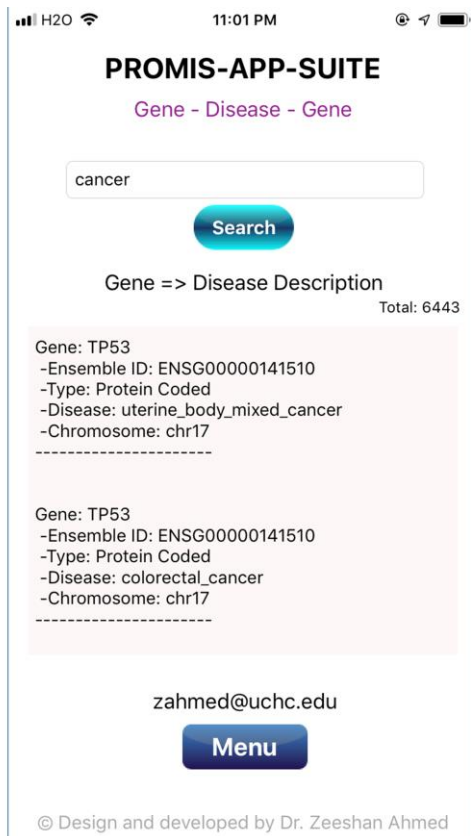 H2O
11:01 PM
PROMIS-APP-SUITE
Gene - Disease - Gene
cancer
Search
Gene => Disease Description
Total: 6443
Gene: TP53
-Ensemble ID: ENSG00000141510
-Type: Protein Coded
-Disease: uterine_body_mixed_cancer
-Chromosome: chr17
----------------------
Gene: TP53
-Ensemble ID: ENSG00000141510
-Type: Protein Coded
-Disease: colorectal_cancer
-Chromosome: chr17
----------------------
zahmed@uchc.edu
Menu
© Design and developed by Dr. Zeeshan Ahmed